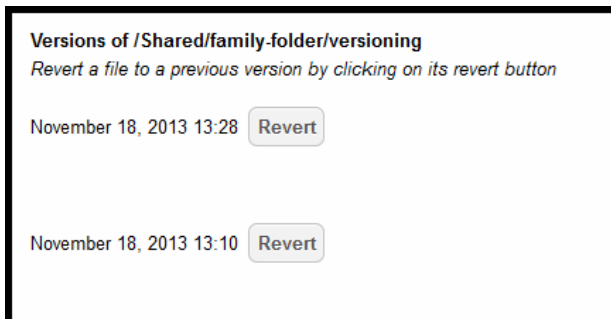 Versions of /Shared/family-folder/versioning
Revert a file to a previous version by clicking on its revert button
November 18, 2013 13:28 Revert
November 18, 2013 13:10 Revert